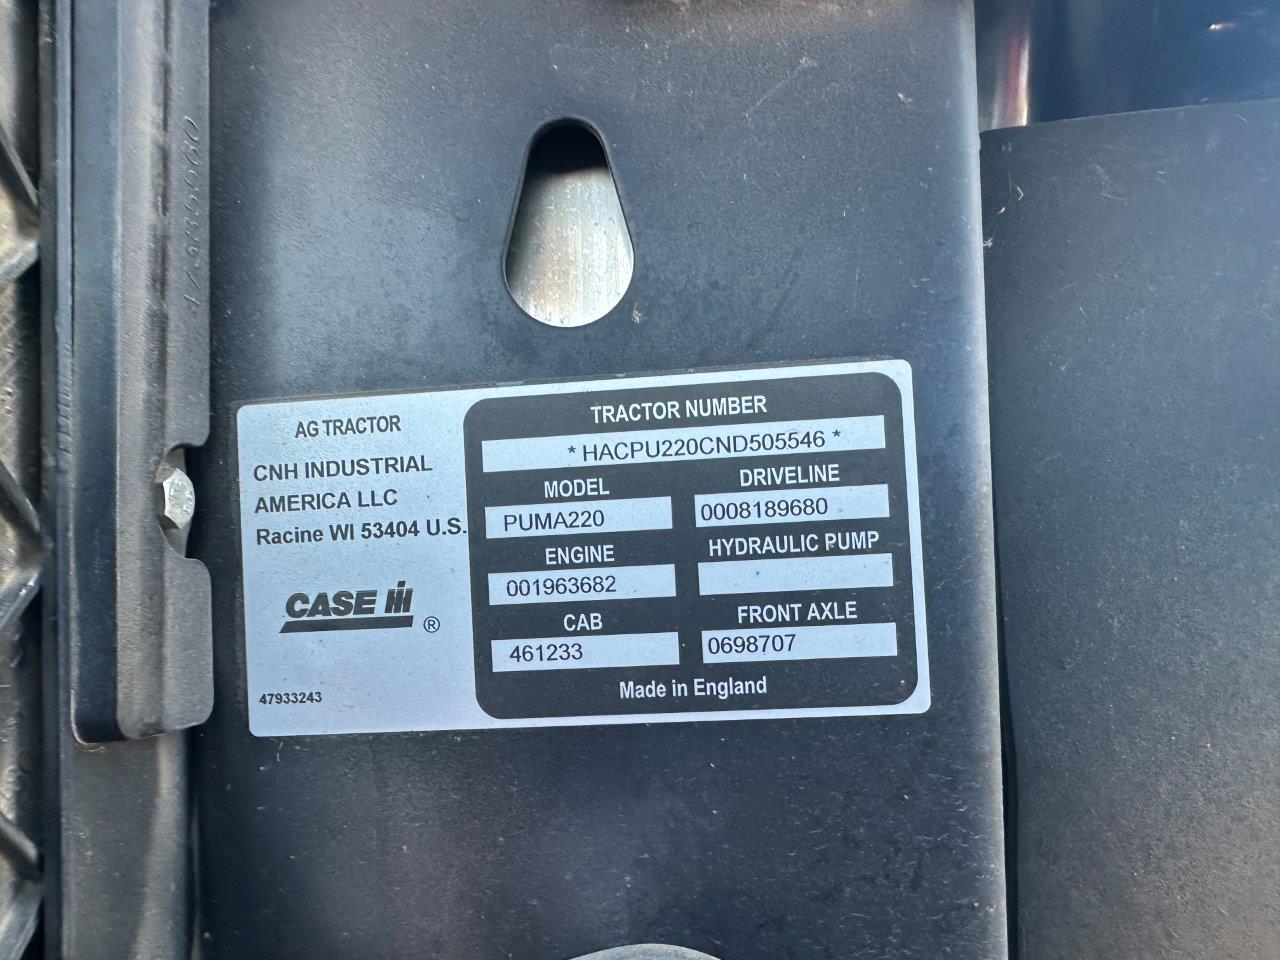 AG TRACTOR
CNH INDUSTRIAL
AMERICA LLC
Racine WI 53404 U.S.
CASE IH ®
47933243
TRACTOR NUMBER
* HACPU220CND505546 *
MODEL
PUMA220
DRIVELINE
0008189680
ENGINE
001963682
HYDRAULIC PUMP
CAB
461233
FRONT AXLE
0698707
Made in England